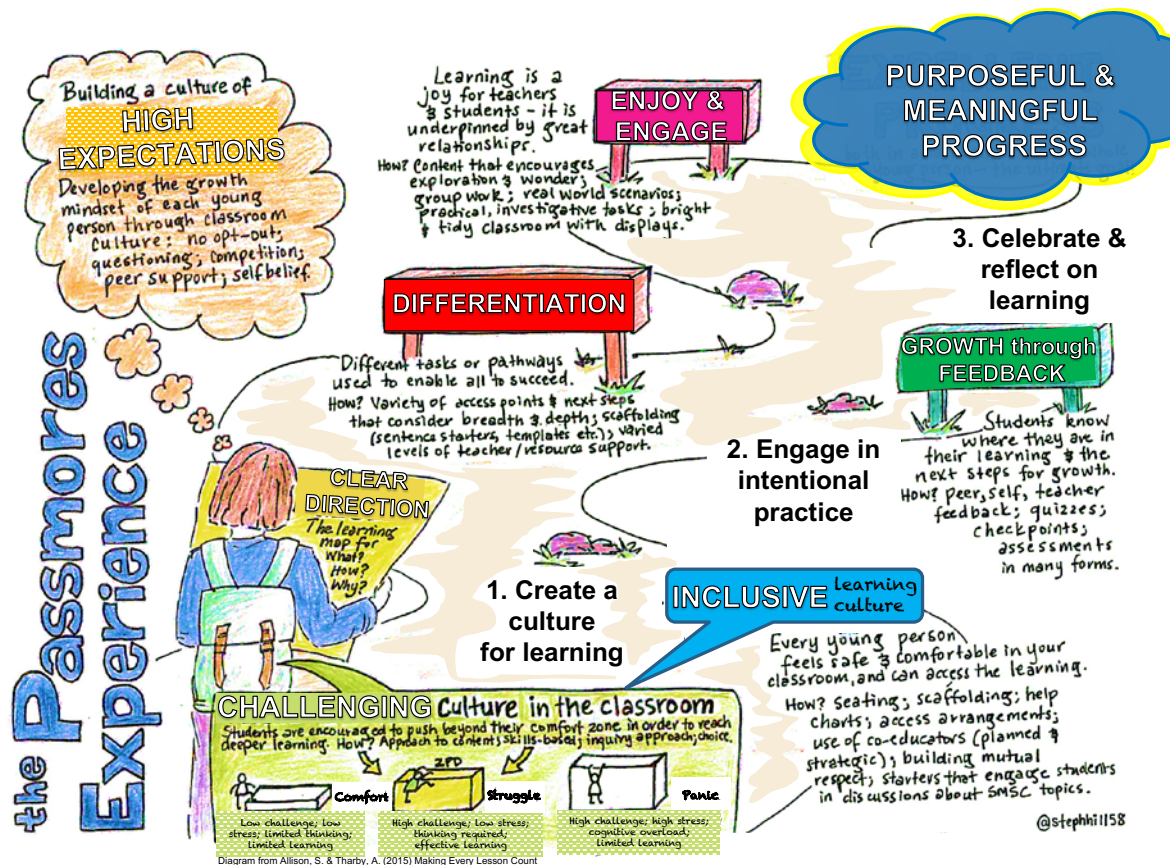 the Passmores
Experience
Building a culture of
HIGH
EXPECTATIONS
Developing the growth
mindset of each young
person through classroom
culture: no opt-out;
questioning; competition;
peer support; self belief
Learning is a
joy for teachers
& students - it is
underpinned by great
relationships.
How? Content that encourages
exploration & wonder;
group work; real world scenarios;
practical, investigative tasks; bright
& tidy classroom with displays.
ENJOY &
ENGAGE
PURPOSEFUL &
MEANINGFUL
PROGRESS
3. Celebrate &
reflect on
learning
DIFFERENTIATION
Different tasks or pathways
used to enable all to succeed.
How? Variety of access points & next steps
that consider breadth & depth; scaffolding
(sentence starters, templates etc.); varied
levels of teacher/resource support.
GROWTH through
FEEDBACK
Students know
where they are in
their learning & the
next steps for growth.
How? peer, self, teacher
feedback; quizzes;
checkpoints;
assessments
in many forms.
2. Engage in
intentional
practice
CLEAR
DIRECTION
The learning
map for
What?
How?
Why?
1. Create a
culture
for learning
INCLUSIVE learning
culture
Every young person
feels safe & comfortable in your
classroom, and can access the learning.
How? Seating; scaffolding; help
charts; access arrangements;
use of co-educators (planned &
strategic); building mutual
respect; starters that engage students
in discussions about SMSC topics.
CHALLENGING Culture in the classroom
Students are encouraged to push beyond their comfort zone in order to reach
deeper learning. How? Approach to content; skills-based; inquiry approach; choice.
ZPD
Comfort
Struggle
Panic
Low challenge; low
stress; limited thinking;
limited learning
High challenge; low stress;
thinking required;
effective learning
High challenge; high stress;
cognitive overload;
limited learning
@stephhill58
Diagram from Allison, S. & Tharby, A. (2015) Making Every Lesson Count